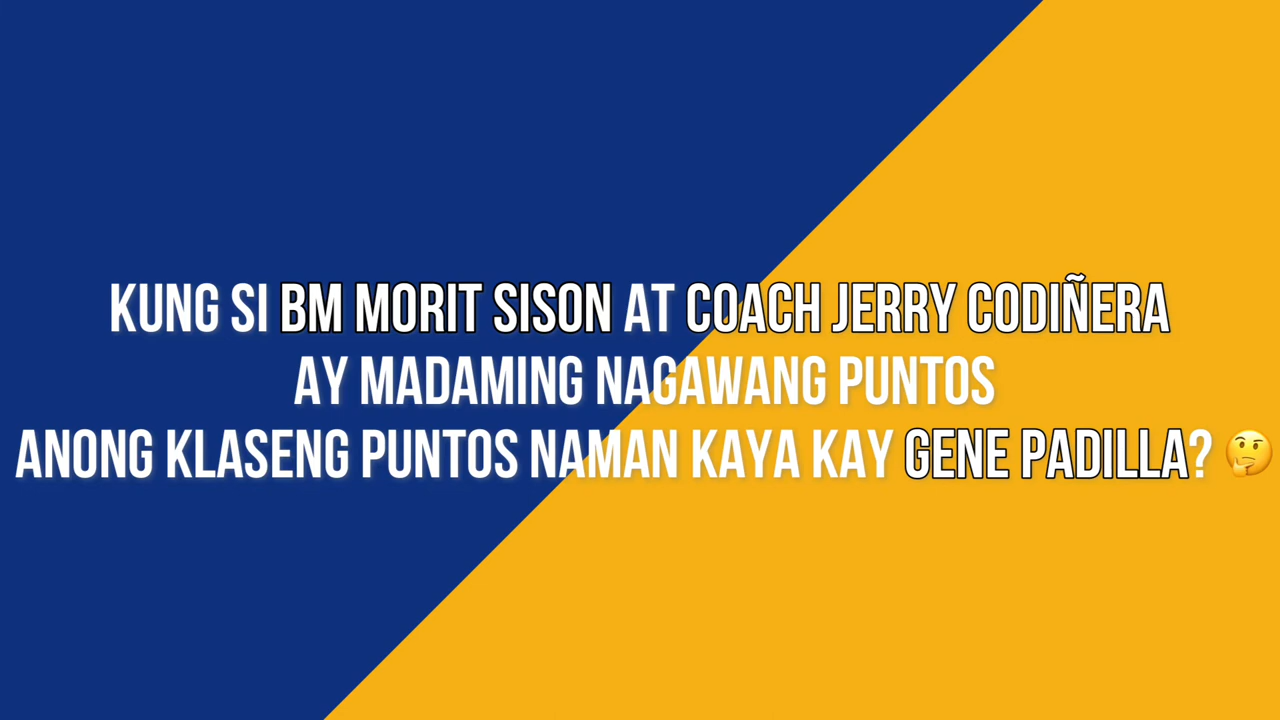 KUNG SI BM MORIT SISON AT COACH JERRY CODIÑERA
AY MADAMING NAGAWANG PUNTOS
ANONG KLASENG PUNTOS NAMAN KAYA KAY GENE PADILLA? 🤔